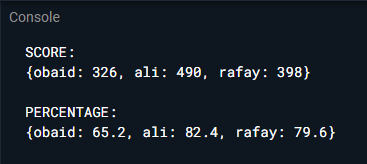 Console
SCORE:
{obaid: 326, ali: 490, rafay: 398}
PERCENTAGE:
{obaid: 65.2, ali: 82.4, rafay: 79.6}